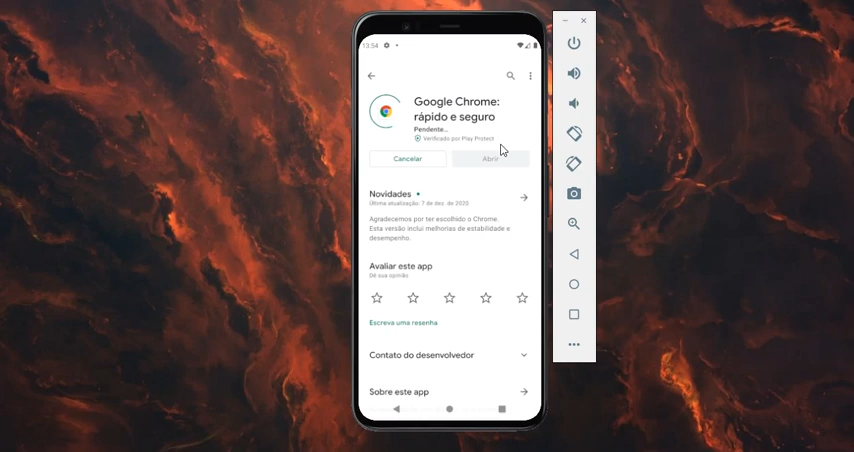 13:54
Google Chrome:
rápido e seguro
Pendente...
Verificado por Play Protect
Cancelar
Abrir
Novidades
Última atualização: 7 de dez. de 2020
Agradecemos por ter escolhido o Chrome.
Esta versão inclui melhorias de estabilidade e
desempenho.
Avaliar este app
Dê sua opinião
Escreva uma resenha
Contato do desenvolvedor
Sobre este app